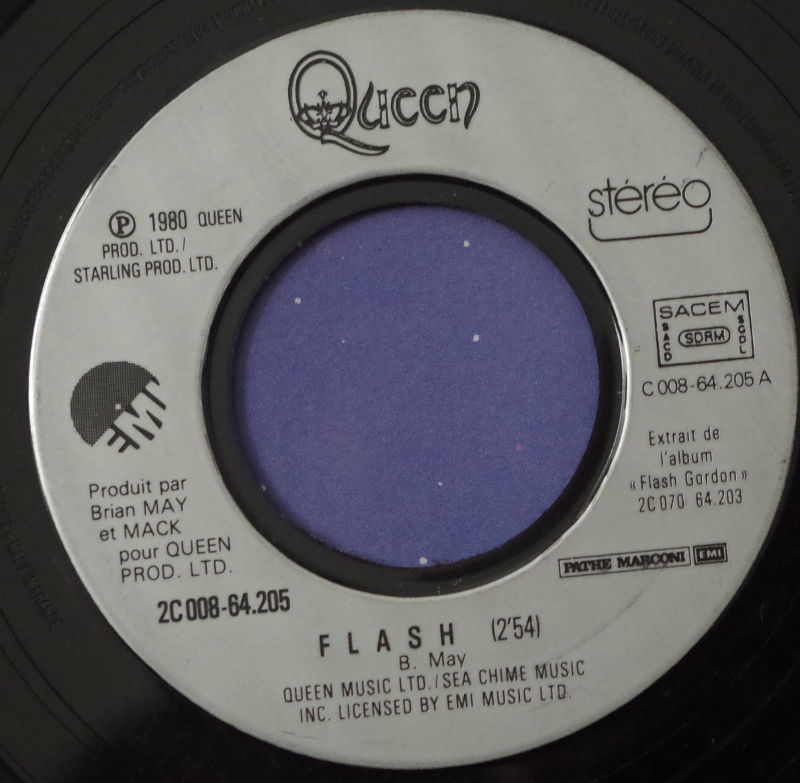 Queen
stéréo
Ⓟ 1980 QUEEN
PROD. LTD./
STARLING PROD. LTD.
SACEM
SACD
SDRM
SGDL
C 008-64.205 A
EMI
Extrait de
l'album
« Flash Gordon »
2C 070 64.203
Produit par
Brian MAY
et MACK
pour QUEEN
PROD. LTD.
PATHE MARCONI EMI
2C 008-64.205
FLASH (2'54)
B. May
QUEEN MUSIC LTD./SEA CHIME MUSIC
INC. LICENSED BY EMI MUSIC LTD.